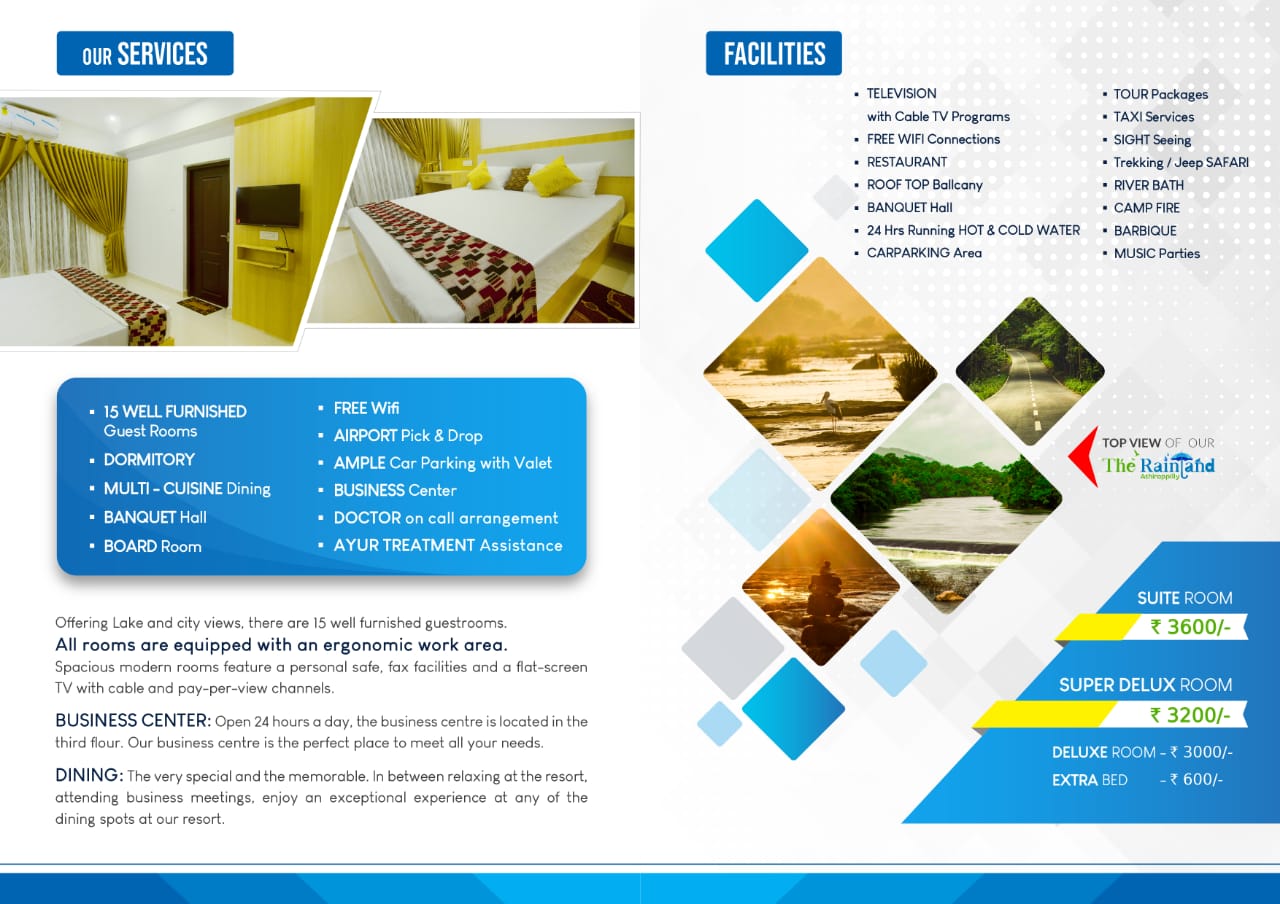 OUR SERVICES
15 WELL FURNISHED
Guest Rooms
DORMITORY
MULTI - CUISINE Dining
BANQUET Hall
BOARD Room
FREE Wifi
AIRPORT Pick & Drop
AMPLE Car Parking with Valet
BUSINESS Center
DOCTOR on call arrangement
AYUR TREATMENT Assistance
Offering Lake and city views, there are 15 well furnished guestrooms.
All rooms are equipped with an ergonomic work area.
Spacious modern rooms feature a personal safe, fax facilities and a flat-screen
TV with cable and pay-per-view channels.
BUSINESS CENTER: Open 24 hours a day, the business centre is located in the
third flour. Our business centre is the perfect place to meet all your needs.
DINING: The very special and the memorable. In between relaxing at the resort,
attending business meetings, enjoy an exceptional experience at any of the
dining spots at our resort.
FACILITIES
TELEVISION
with Cable TV Programs
FREE WIFI Connections
RESTAURANT
ROOF TOP Ballcany
BANQUET Hall
24 Hrs Running HOT & COLD WATER
CARPARKING Area
TOUR Packages
TAXI Services
SIGHT Seeing
Trekking / Jeep SAFARI
RIVER BATH
CAMP FIRE
BARBIQUE
MUSIC Parties
TOP VIEW OF OUR
The Rainland
Athirappilly
SUITE ROOM
₹ 3600/-
SUPER DELUX ROOM
₹ 3200/-
DELUXE ROOM - ₹ 3000/-
EXTRA BED - ₹ 600/-